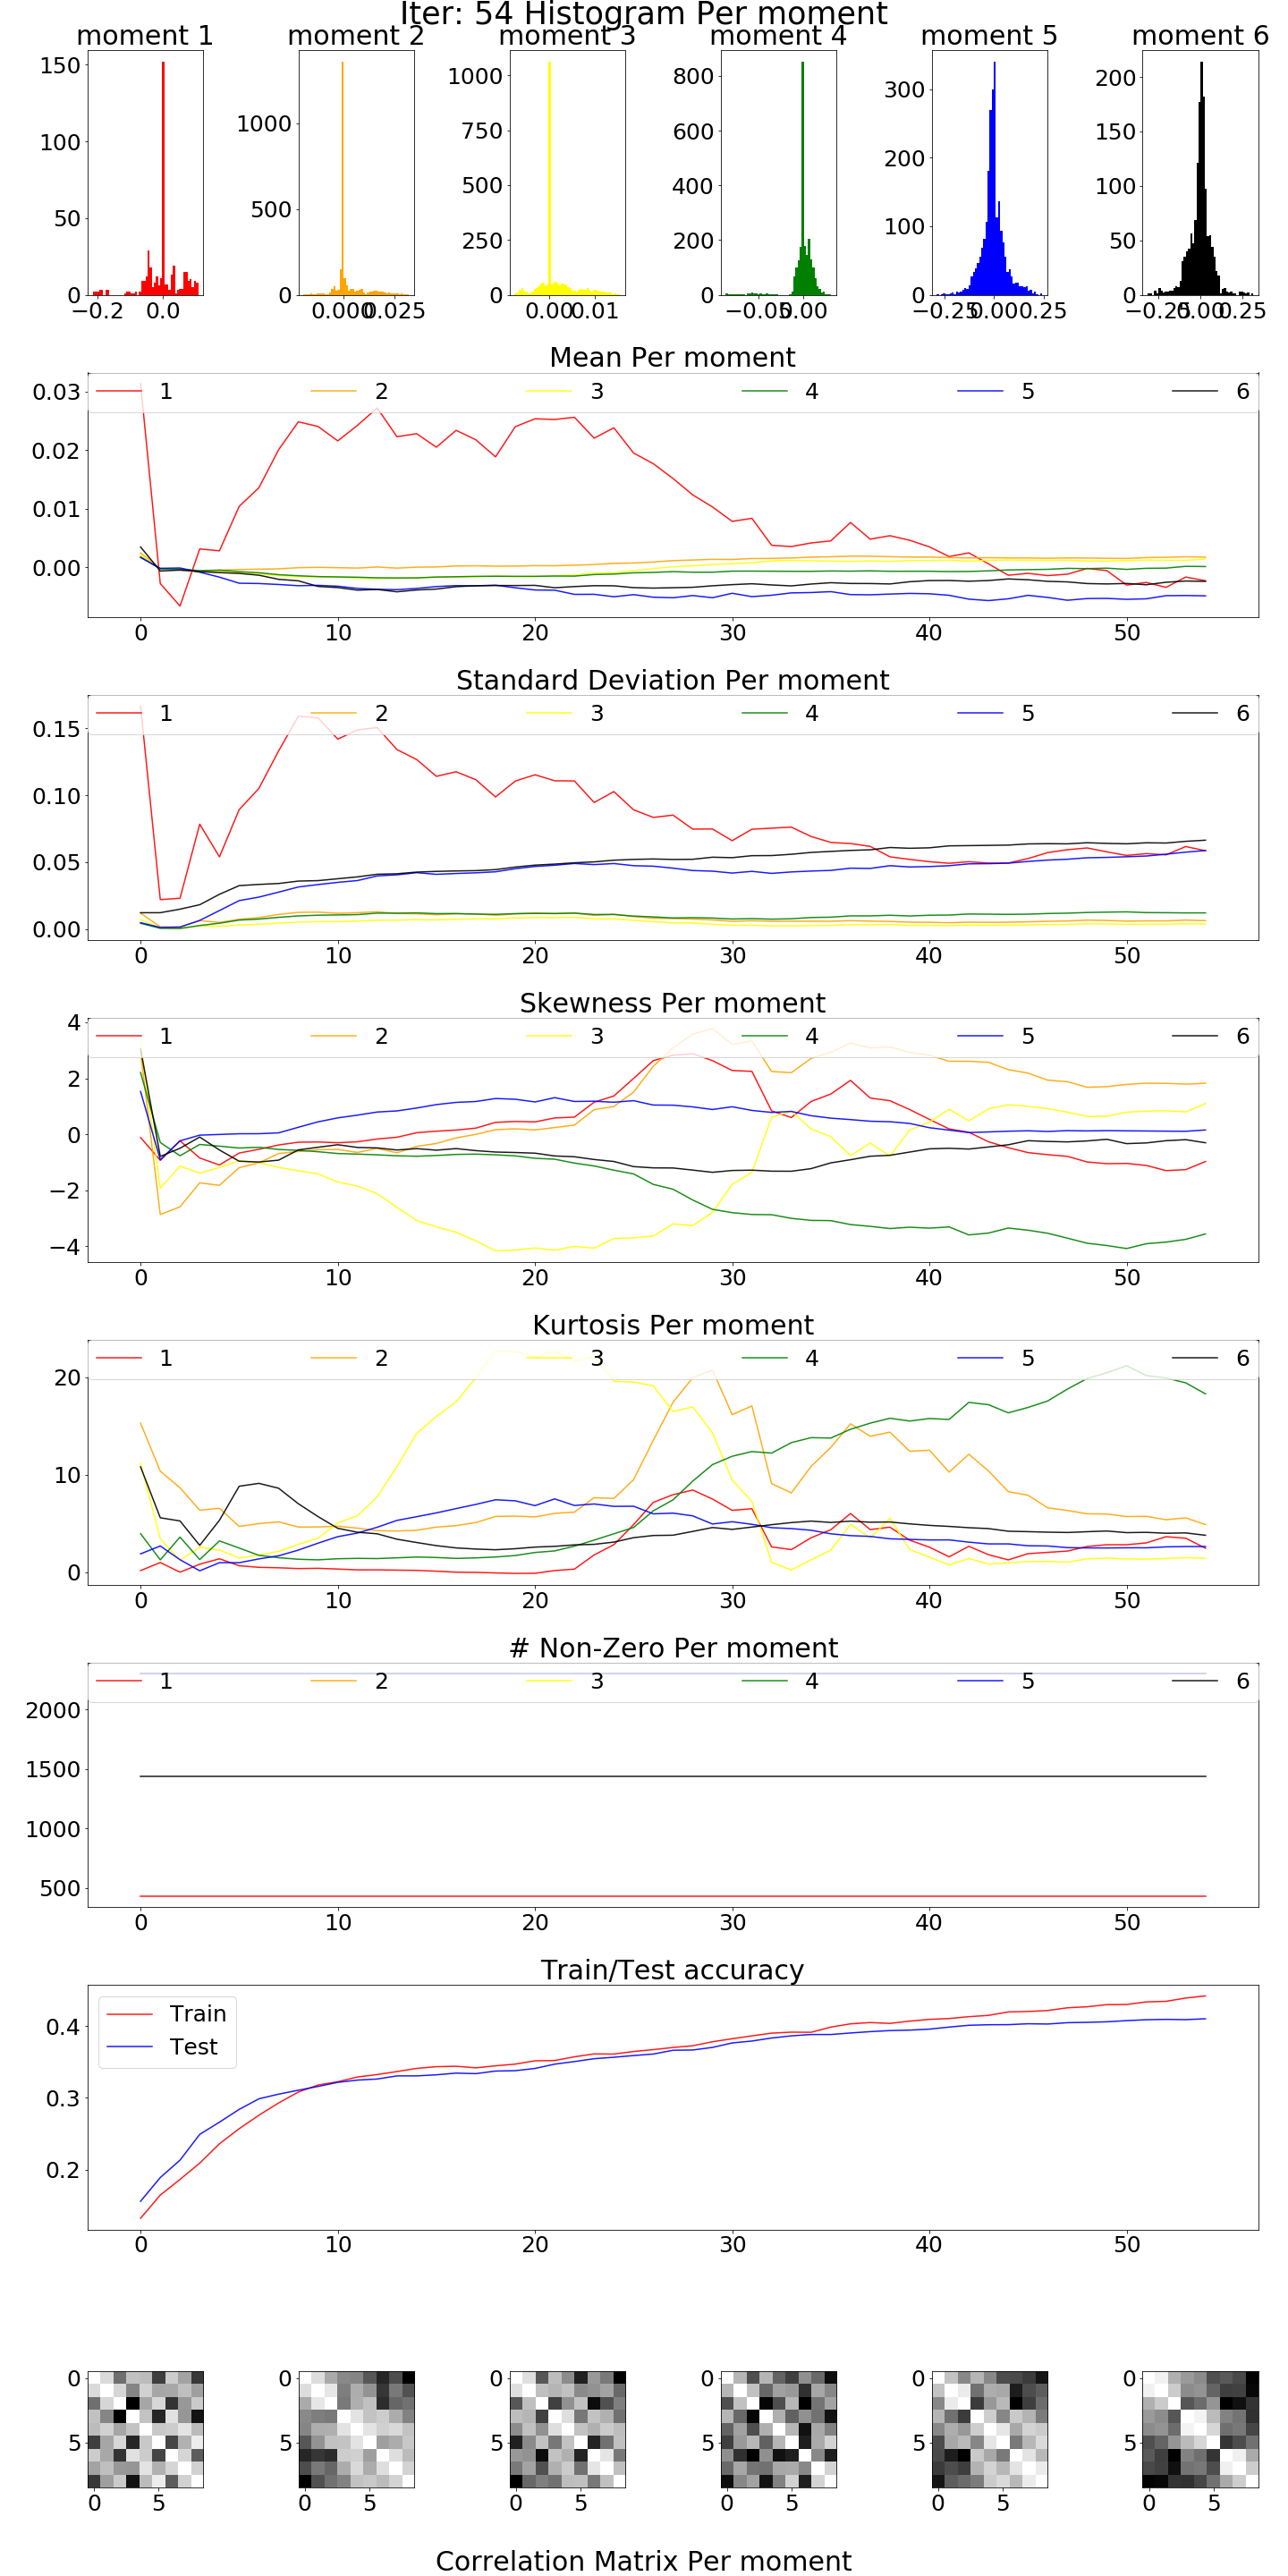 Iter: 54 Histogram Per moment
moment 1 moment 2 moment 3 moment 4 moment 5 moment 6
150 100 50 0 −0.2 0.0
1000 500 0 0.000 0.025
1000 750 500 250 0 0.00 0.01
800 600 400 200 0 −0.05 0.00
300 200 100 0 −0.25 0.00 0.25
200 150 100 50 0 −0.25 0.00 0.25
Mean Per moment
1 2 3 4 5 6
0.03
0.02
0.01
0.00
0 10 20 30 40 50
Standard Deviation Per moment
1 2 3 4 5 6
0.15
0.10
0.05
0.00
0 10 20 30 40 50
Skewness Per moment
1 2 3 4 5 6
4
2
0
−2
−4
0 10 20 30 40 50
Kurtosis Per moment
1 2 3 4 5 6
20
10
0
0 10 20 30 40 50
# Non-Zero Per moment
1 2 3 4 5 6
2000
1500
1000
500
0 10 20 30 40 50
Train/Test accuracy
Train
Test
0.4
0.3
0.2
0 10 20 30 40 50
0 0 0 0 0 0
5 5 5 5 5 5
0 5 0 5 0 5 0 5 0 5 0 5
Correlation Matrix Per moment